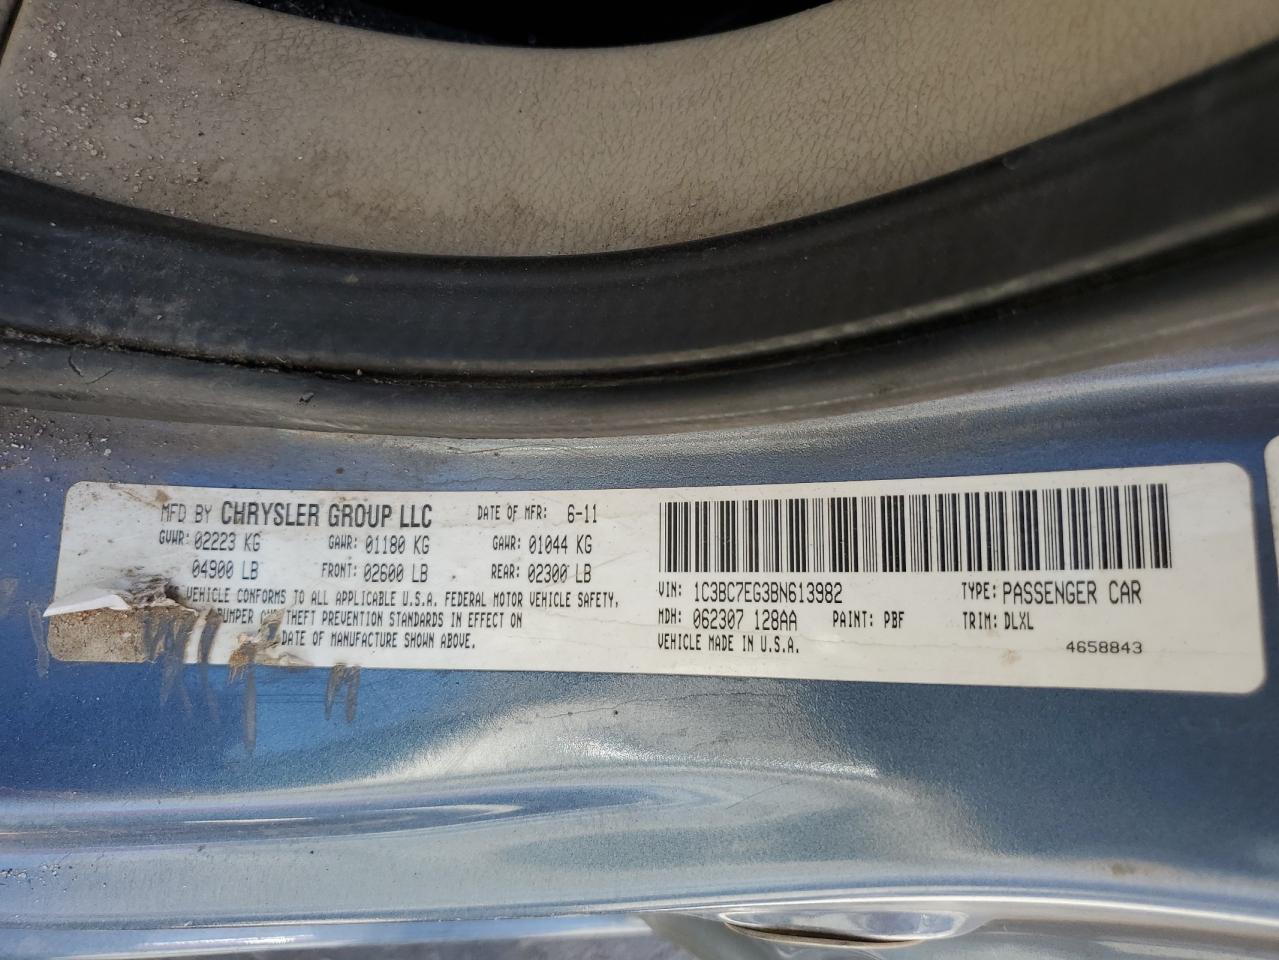 MFD BY CHRYSLER GROUP LLC DATE OF MFR: 6-11
GVWR: 02223 KG GAWR: 01180 KG GAWR: 01044 KG
04900 LB FRONT: 02600 LB REAR: 02300 LB
VEHICLE CONFORMS TO ALL APPLICABLE U.S.A. FEDERAL MOTOR VEHICLE SAFETY,
BUMPER AND THEFT PREVENTION STANDARDS IN EFFECT ON
DATE OF MANUFACTURE SHOWN ABOVE.
VIN: 1C3BC7EG3BN613982 TYPE: PASSENGER CAR
MDH: 062307 128AA PAINT: PBF TRIM: DLXL
VEHICLE MADE IN U.S.A. 4658843